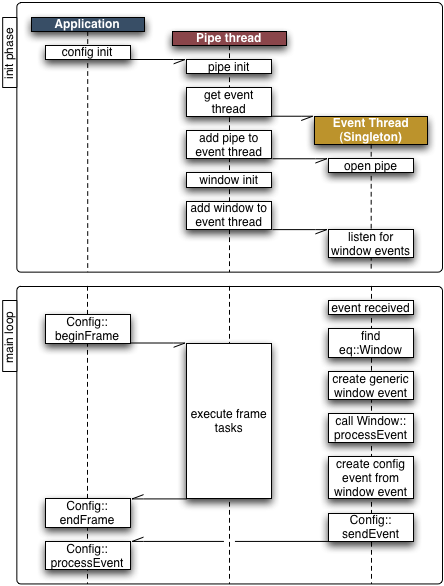 init phase
Application
config init
Pipe thread
pipe init
get event
thread
Event Thread
(Singleton)
add pipe to
event thread
open pipe
window init
add window to
event thread
listen for
window events
main loop
event received
Config::
beginFrame
find
eq::Window
execute frame
tasks
create generic
window event
call Window::
processEvent
create config
event from
window event
Config::
endFrame
Config::
sendEvent
Config::
processEvent